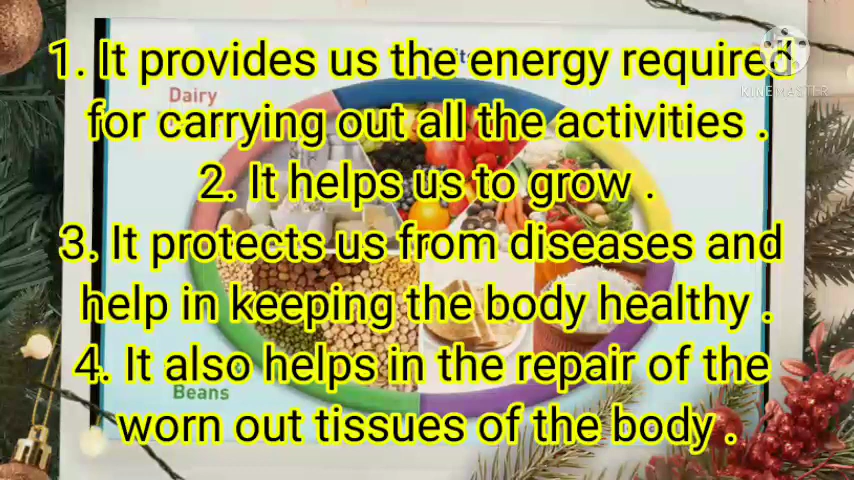 1. It provides us the energy required
for carrying out all the activities .
2. It helps us to grow .
3. It protects us from diseases and
help in keeping the body healthy .
4. It also helps in the repair of the
worn out tissues of the body .
Dairy
Beans
KINEMASTER